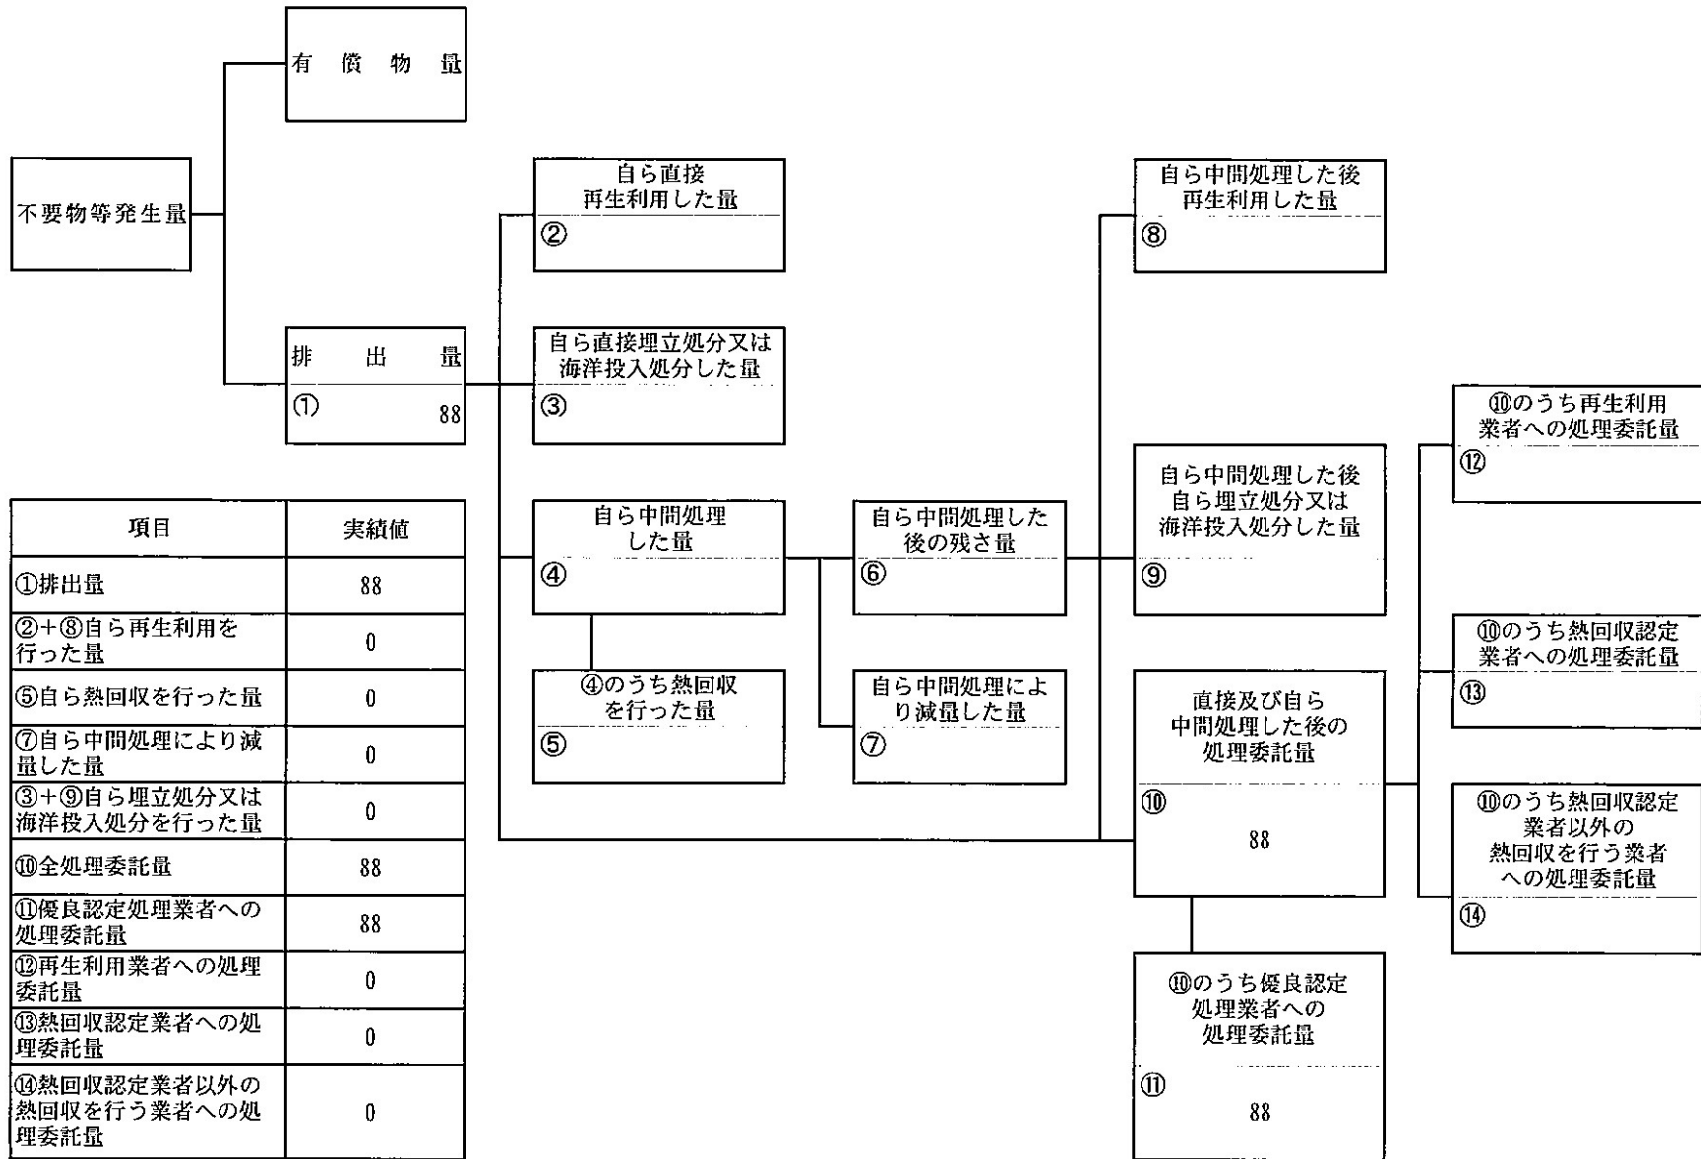 有償物量
不要物等発生量
排出量
①
88
自ら直接
再生利用した量
②
自ら直接埋立処分又は
海洋投入処分した量
③
自ら中間処理
した量
④
④のうち熱回収
を行った量
⑤
自ら中間処理した
後の残さ量
⑥
自ら中間処理によ
り減量した量
⑦
自ら中間処理した後
再生利用した量
⑧
自ら中間処理した後
自ら埋立処分又は
海洋投入処分した量
⑨
直接及び自ら
中間処理した後の
処理委託量
⑩
88
⑩のうち優良認定
処理業者への
処理委託量
⑪
88
⑩のうち再生利用
業者への処理委託量
⑫
⑩のうち熱回収認定
業者への処理委託量
⑬
⑩のうち熱回収認定
業者以外の
熱回収を行う業者
への処理委託量
⑭
項目 実績値
①排出量 88
②+⑧自ら再生利用を
行った量 0
⑤自ら熱回収を行った量 0
⑦自ら中間処理により減
量した量 0
③+⑨自ら埋立処分又は
海洋投入処分を行った量 0
⑩全処理委託量 88
⑪優良認定処理業者への
処理委託量 88
⑫再生利用業者への処理
委託量 0
⑬熱回収認定業者への処
理委託量 0
⑭熱回収認定業者以外の
熱回収を行う業者への処
理委託量 0